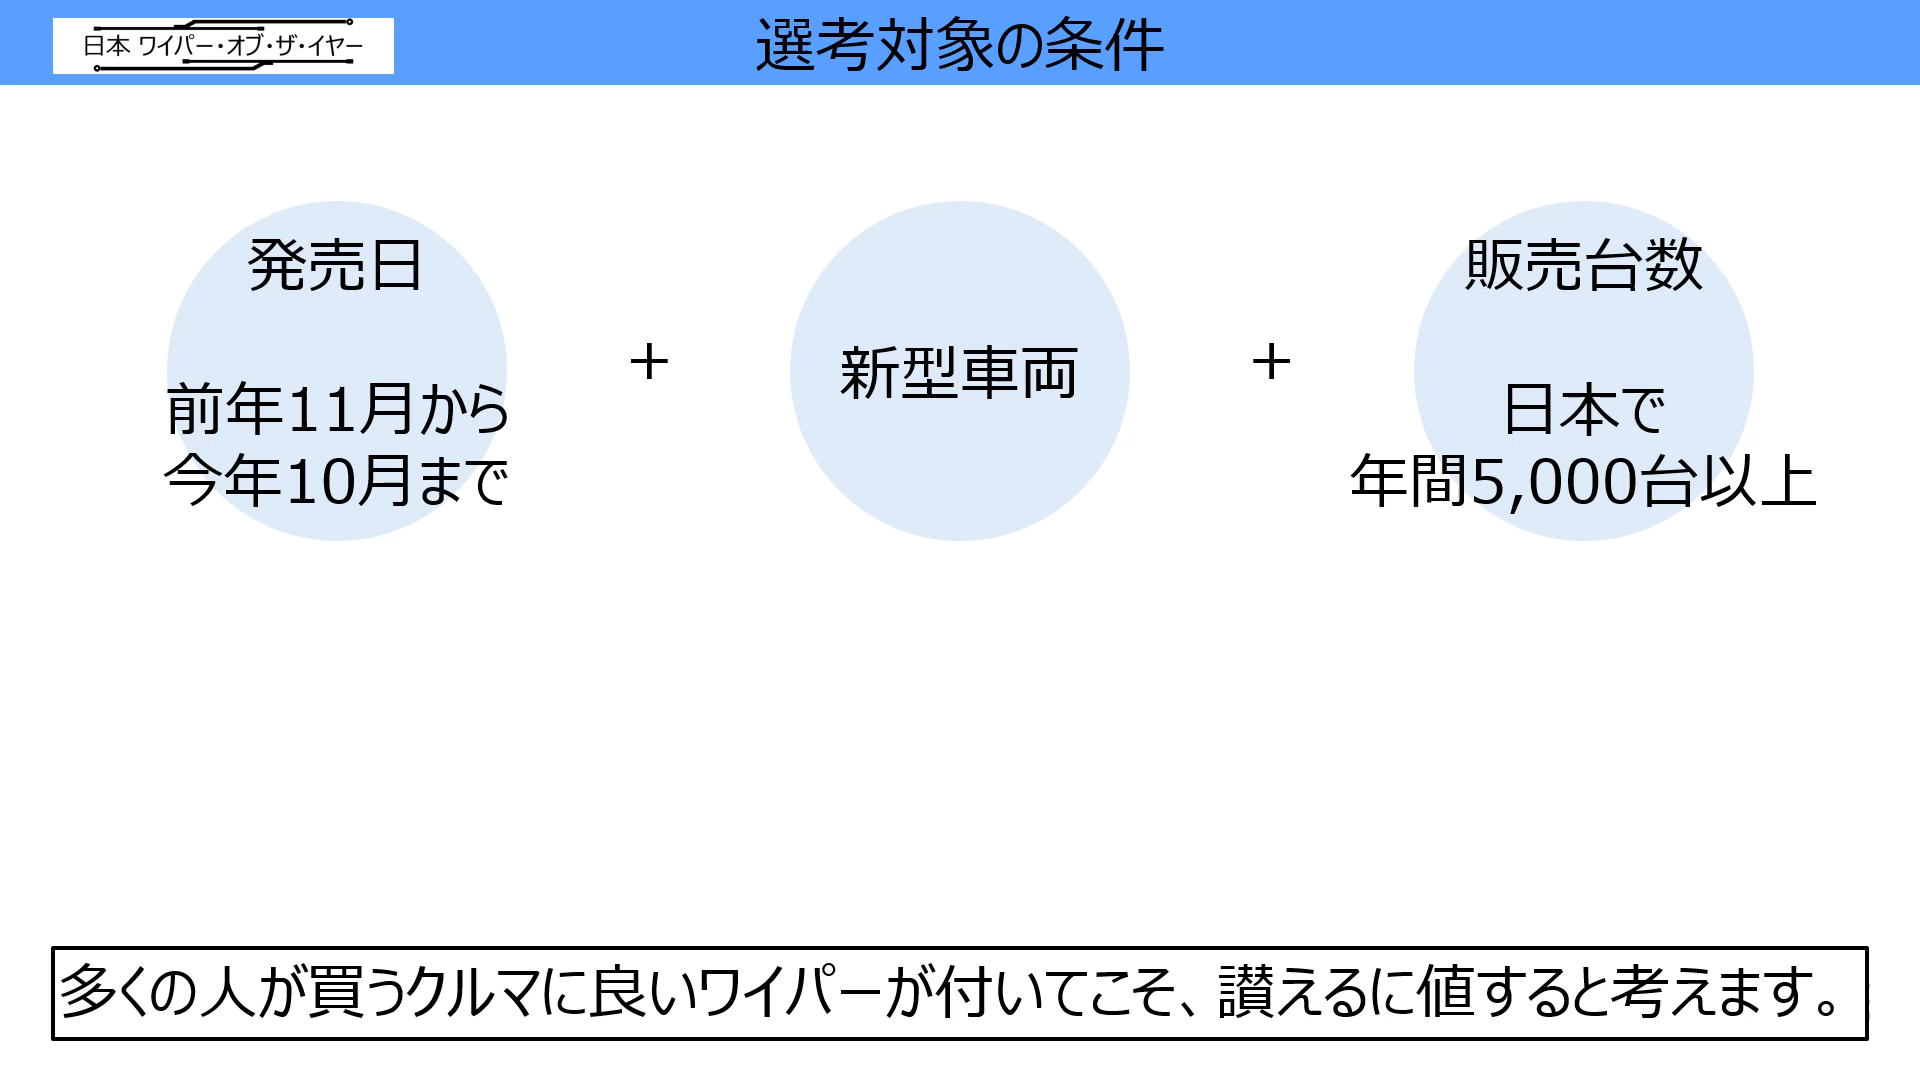 日本 ワイパー・オブ・ザ・イヤー
選考対象の条件
発売日
前年11月から
今年10月まで
+
新型車両
+
販売台数
日本で
年間5,000台以上
多くの人が買うクルマに良いワイパーが付いてこそ、讃えるに値すると考えます。